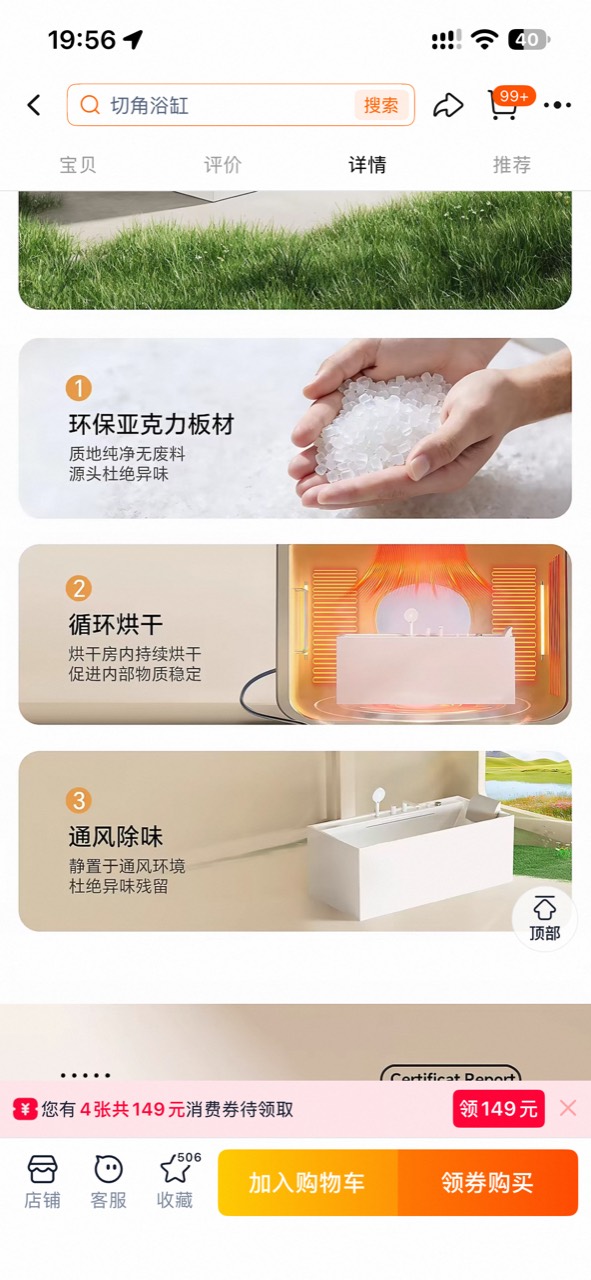 19:56
40
切角浴缸
搜索
99+
宝贝
评价
详情
推荐
1
环保亚克力板材
质地纯净无废料
源头杜绝异味
2
循环烘干
烘干房内持续烘干
促进内部物质稳定
3
通风除味
静置于通风环境
杜绝异味残留
顶部
Certificat Report
¥
您有4张共149元消费券待领取
领149元
店铺
客服
506
收藏
加入购物车
领券购买